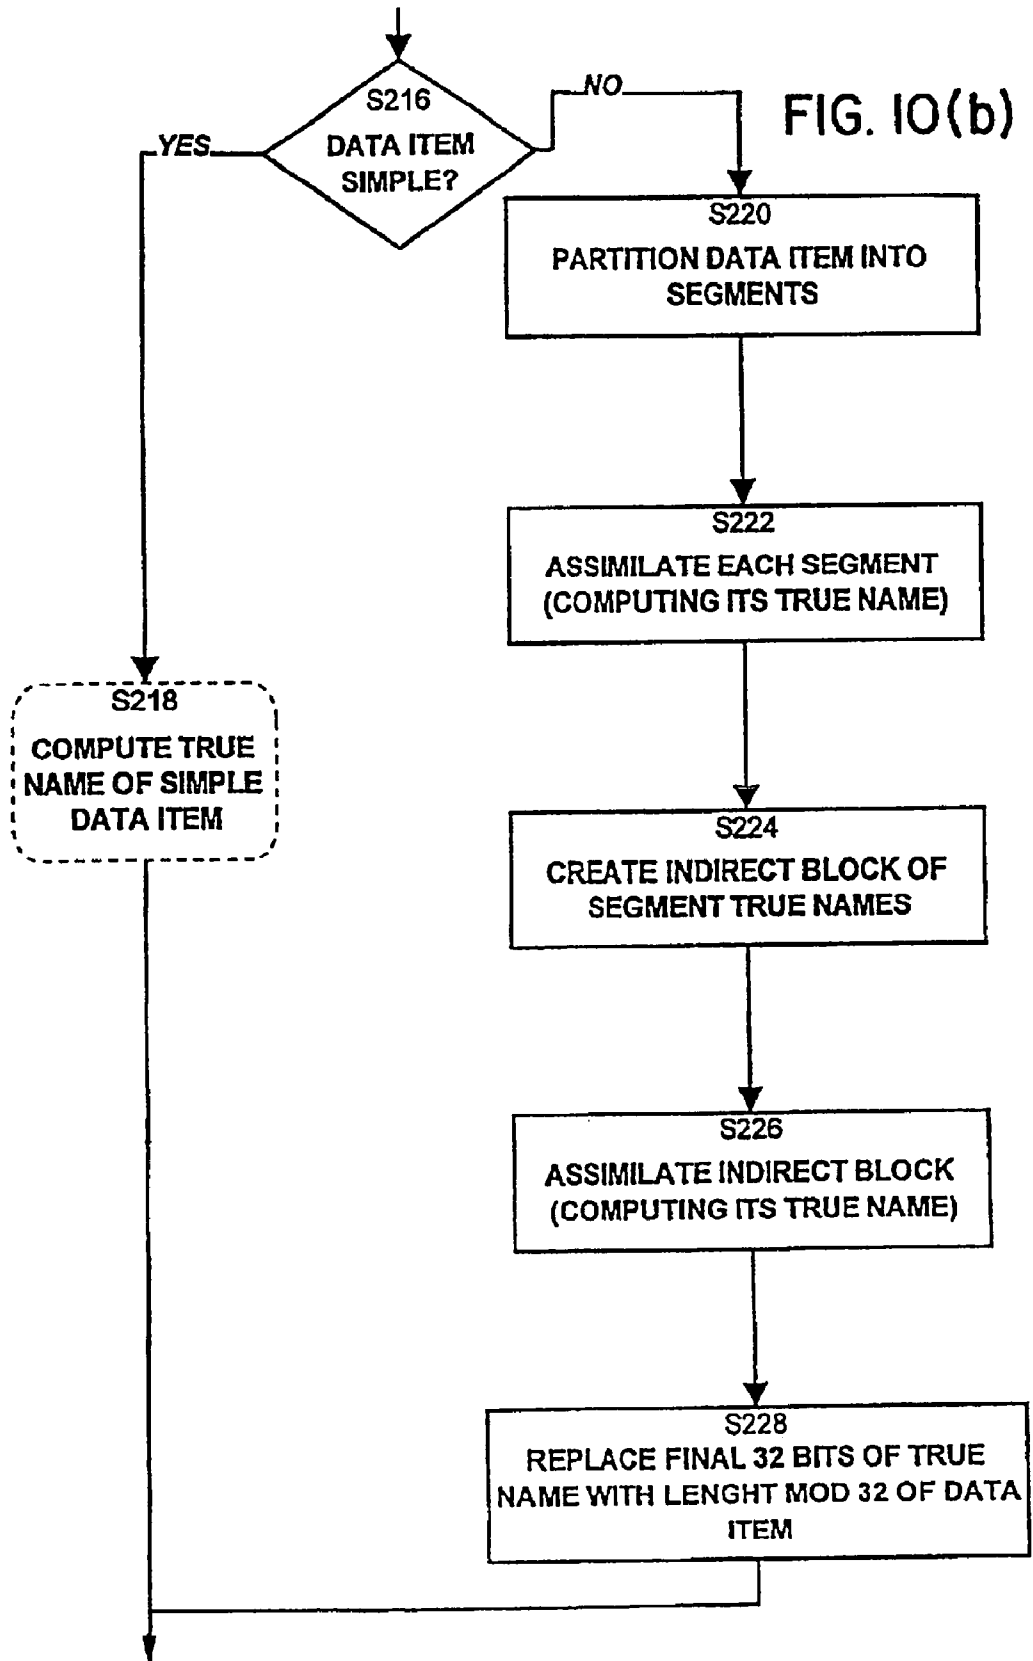 FIG. 10(b)
S216
DATA ITEM
SIMPLE?
YES
NO
S220
PARTITION DATA ITEM INTO
SEGMENTS
S222
ASSIMILATE EACH SEGMENT
(COMPUTING ITS TRUE NAME)
S218
COMPUTE TRUE
NAME OF SIMPLE
DATA ITEM
S224
CREATE INDIRECT BLOCK OF
SEGMENT TRUE NAMES
S226
ASSIMILATE INDIRECT BLOCK
(COMPUTING ITS TRUE NAME)
S228
REPLACE FINAL 32 BITS OF TRUE
NAME WITH LENGHT MOD 32 OF DATA
ITEM